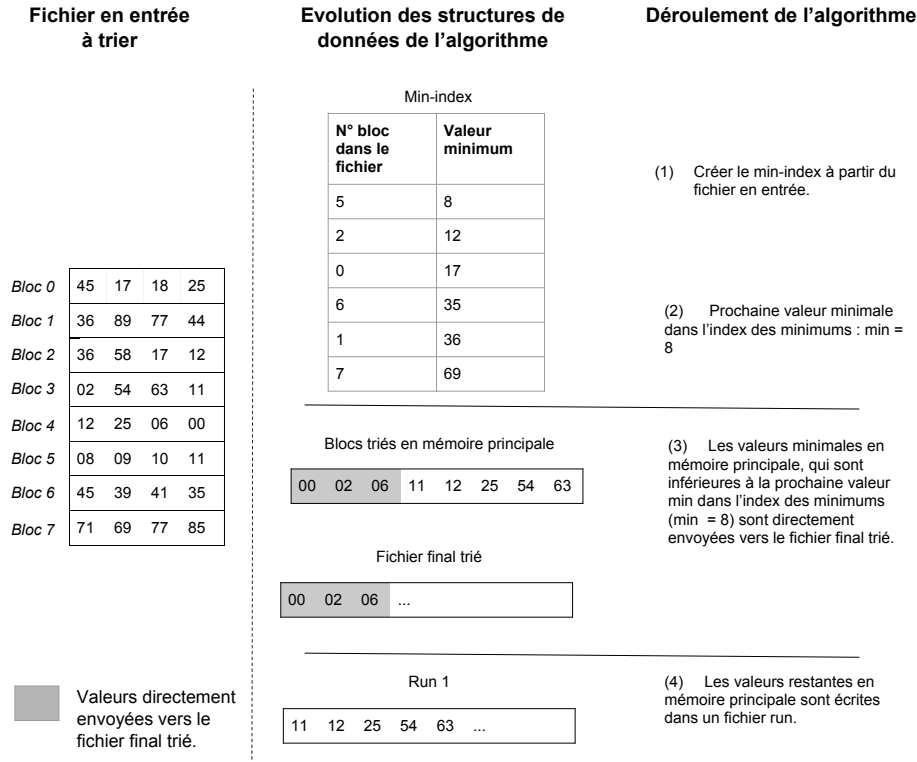 Fichier en entrée
à trier
Evolution des structures de
données de l'algorithme
Déroulement de l'algorithme
Min-index
N° bloc
dans le
fichier
Valeur
minimum
5 8
2 12
0 17
6 35
1 36
7 69
(1) Créer le min-index à partir du
fichier en entrée.
(2) Prochaine valeur minimale
dans l'index des minimums : min =
8
Bloc 0 45 17 18 25
Bloc 1 36 89 77 44
Bloc 2 36 58 17 12
Bloc 3 02 54 63 11
Bloc 4 12 25 06 00
Bloc 5 08 09 10 11
Bloc 6 45 39 41 35
Bloc 7 71 69 77 85
Blocs triés en mémoire principale
00 02 06 11 12 25 54 63
(3) Les valeurs minimales en
mémoire principale, qui sont
inférieures à la prochaine valeur
min dans l'index des minimums
(min = 8) sont directement
envoyées vers le fichier final trié.
Fichier final trié
00 02 06 ...
Valeurs directement
envoyées vers le
fichier final trié.
Run 1
11 12 25 54 63 ...
(4) Les valeurs restantes en
mémoire principale sont écrites
dans un fichier run.